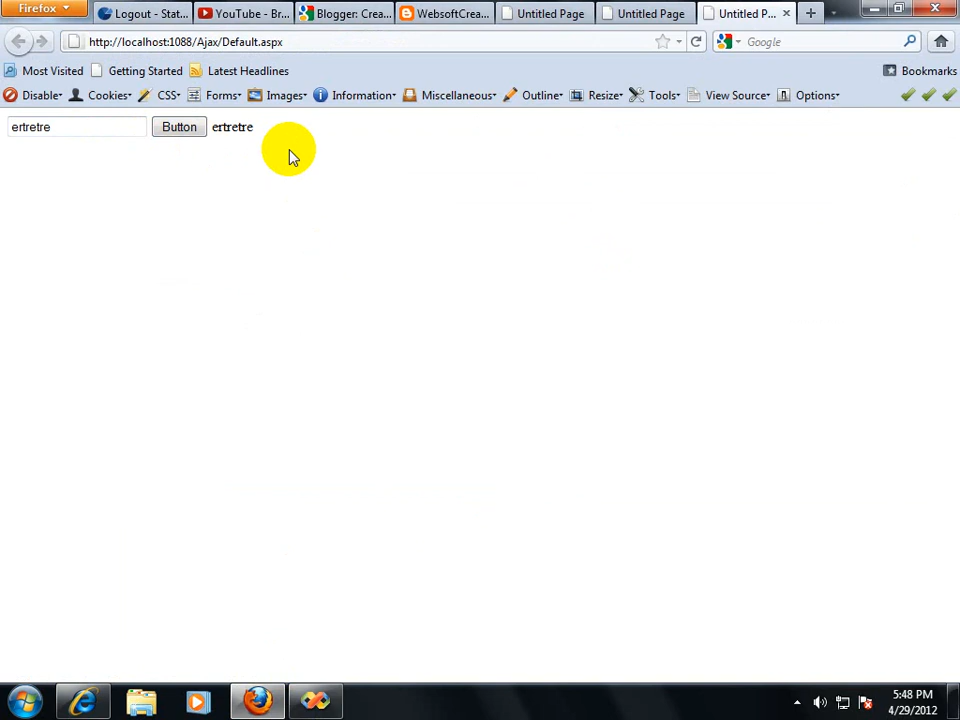 Firefox
Logout - Stat...
YouTube - Br...
Blogger: Crea...
WebsoftCrea...
Untitled Page
Untitled Page
Untitled P...
http://localhost:1088/Ajax/Default.aspx
Google
Most Visited
Getting Started
Latest Headlines
Bookmarks
Disable
Cookies
CSS
Forms
Images
Information
Miscellaneous
Outline
Resize
Tools
View Source
Options
ertretre
Button
ertretre
5:48 PM
4/29/2012